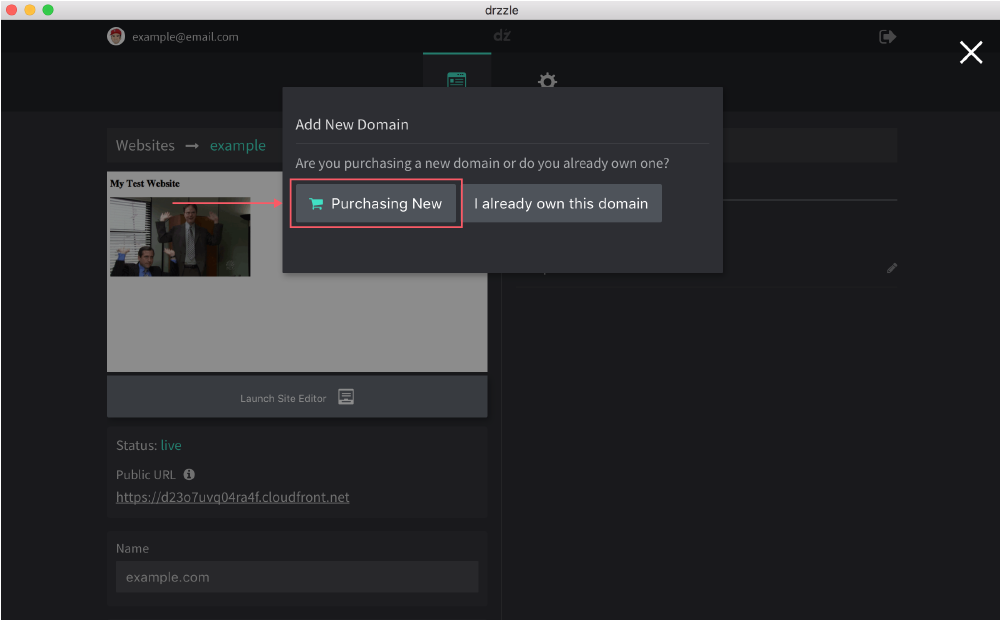 drzzle
example@email.com
dz
Add New Domain
Websites → example
Are you purchasing a new domain or do you already own one?
My Test Website
Purchasing New
I already own this domain
Launch Site Editor
Status: live
Public URL
https://d23o7uvq04ra4f.cloudfront.net
Name
example.com